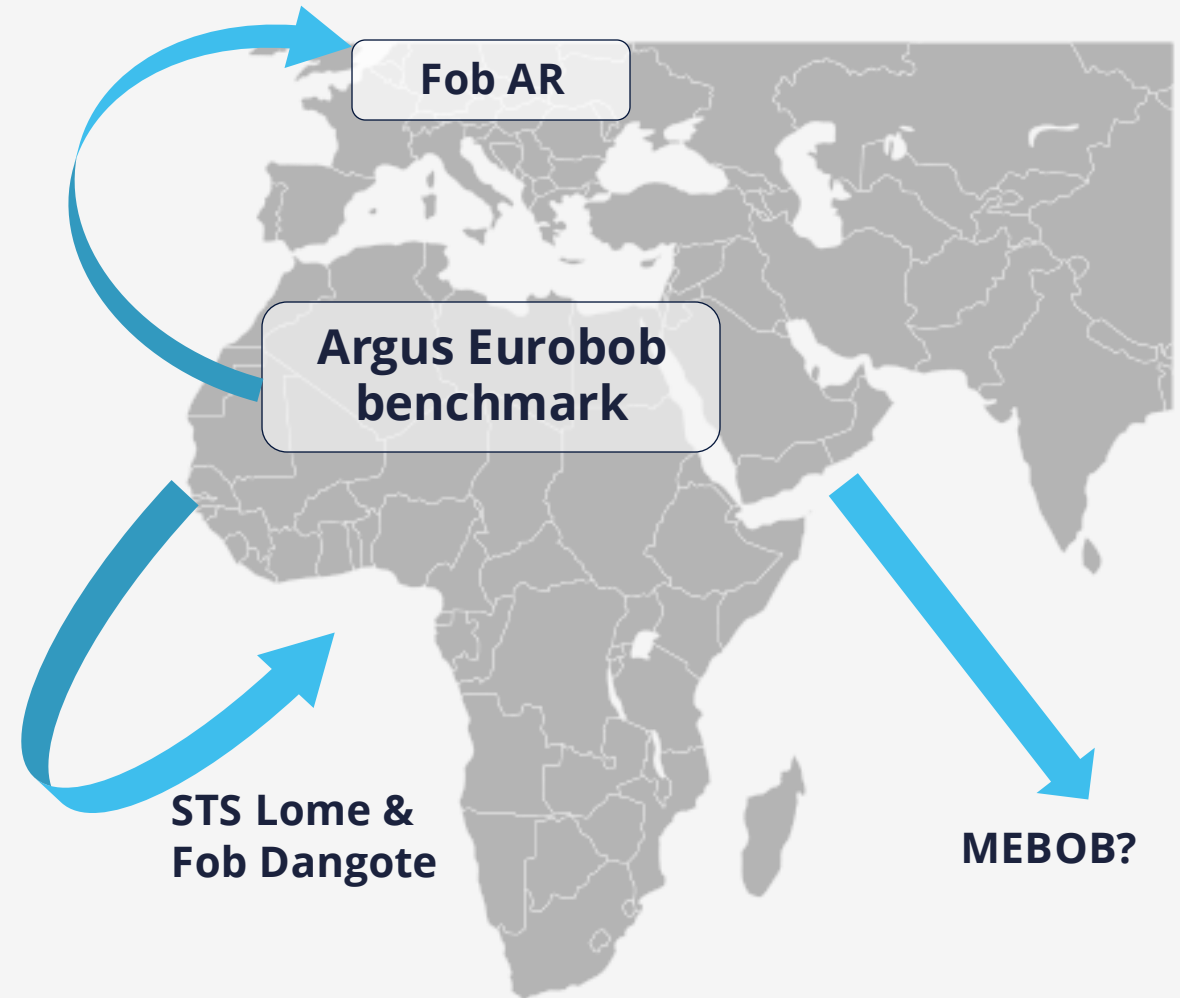 Fob AR
Argus Eurobob
benchmark
STS Lome &
Fob Dangote
MEBOB?